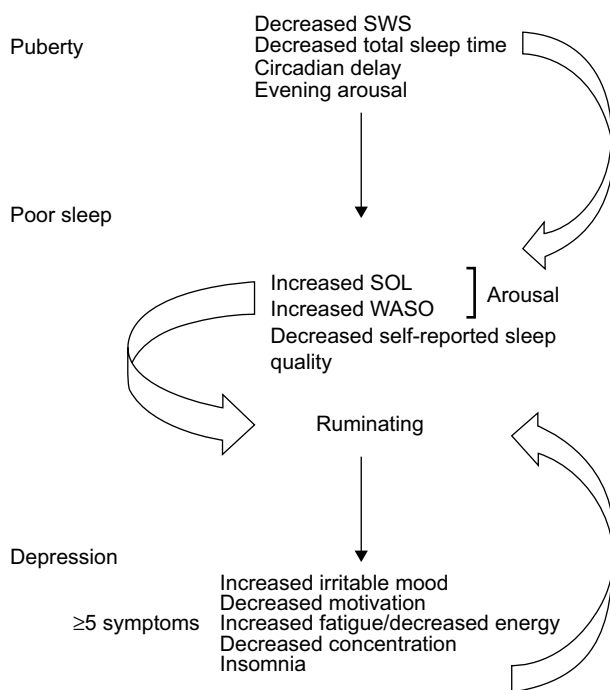 Puberty
Decreased SWS
Decreased total sleep time
Circadian delay
Evening arousal
Poor sleep
Increased SOL
Increased WASO
Arousal
Decreased self-reported sleep
quality
Ruminating
Depression
Increased irritable mood
Decreased motivation
≥5 symptoms Increased fatigue/decreased energy
Decreased concentration
Insomnia